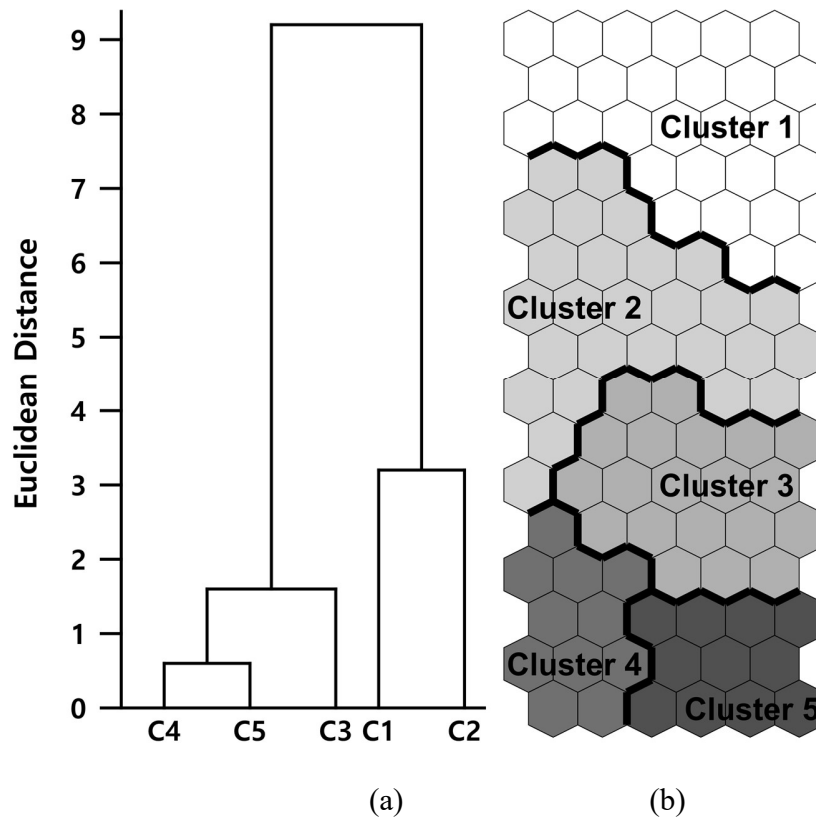 Euclidean Distance
9
8
7
6
5
4
3
2
1
0
C4 C5 C3 C1 C2
Cluster 1
Cluster 2
Cluster 3
Cluster 4
Cluster 5
(a) (b)